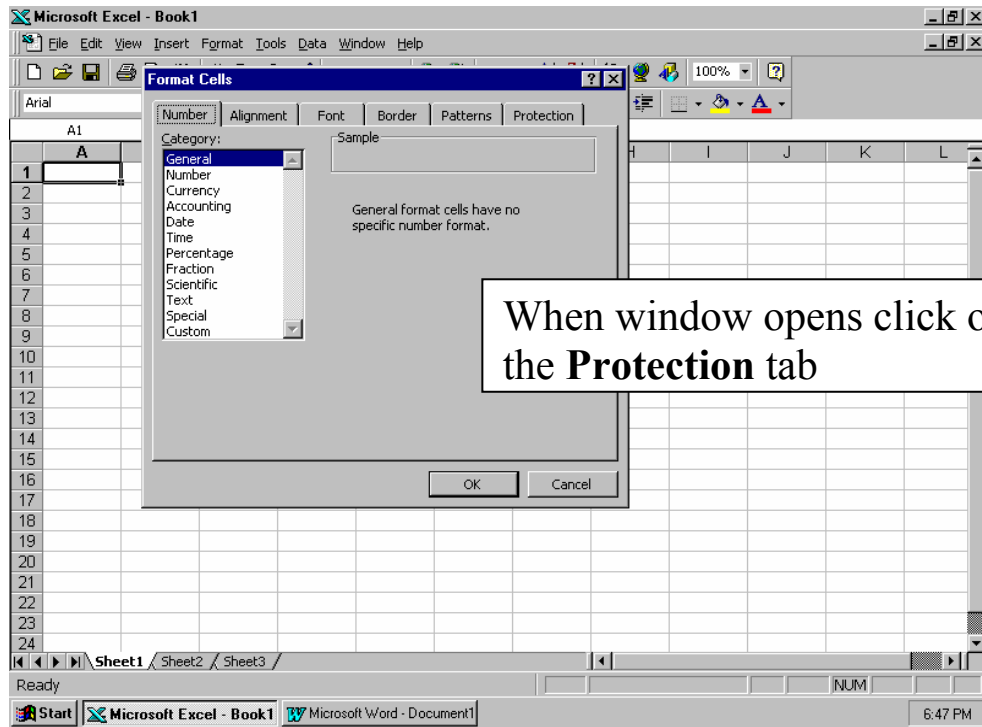 Microsoft Excel - Book1
File Edit View Insert Format Tools Data Window Help
100%
Arial
A1
Format Cells
Number Alignment Font Border Patterns Protection
Category:
General
Number
Currency
Accounting
Date
Time
Percentage
Fraction
Scientific
Text
Special
Custom
Sample
General format cells have no
specific number format.
OK Cancel
When window opens click
the Protection tab
A H I J K L
1
2
3
4
5
6
7
8
9
10
11
12
13
14
15
16
17
18
19
20
21
22
23
24
Sheet1 Sheet2 Sheet3
Ready NUM
Start Microsoft Excel - Book1 Microsoft Word - Document1 6:47 PM